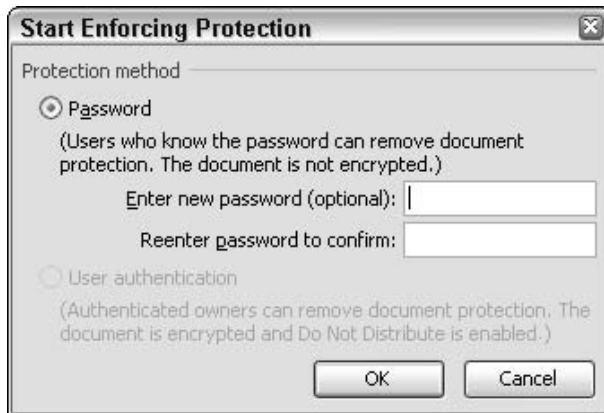 Start Enforcing Protection
Protection method
Password
(Users who know the password can remove document
protection. The document is not encrypted.)
Enter new password (optional):
Reenter password to confirm:
User authentication
(Authenticated owners can remove document protection. The
document is encrypted and Do Not Distribute is enabled.)
OK Cancel